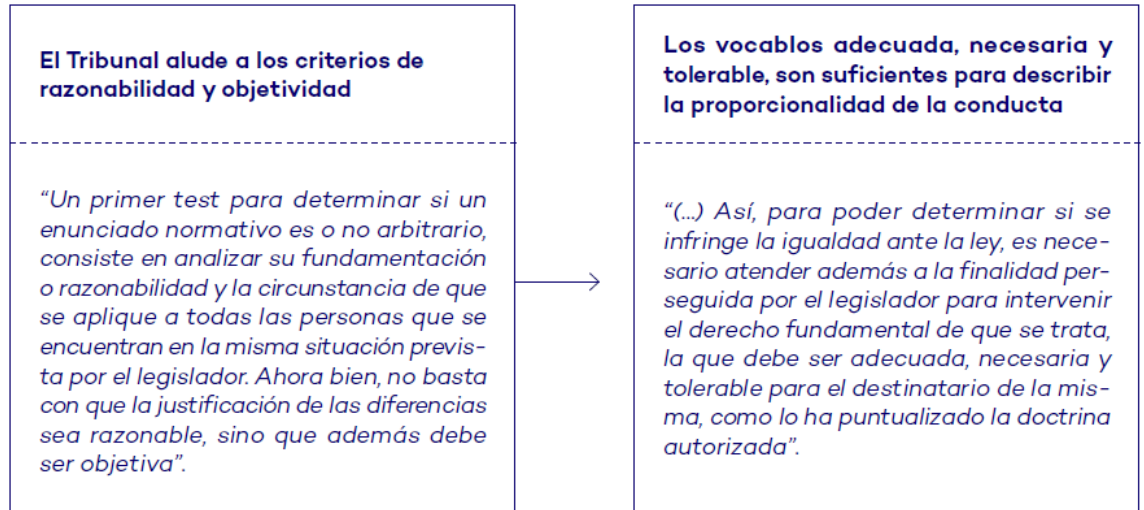 El Tribunal alude a los criterios de
razonabilidad y objetividad
“Un primer test para determinar si un
enunciado normativo es o no arbitrario,
consiste en analizar su fundamentación
o razonabilidad y la circunstancia de que
se aplique a todas las personas que se
encuentran en la misma situación previs-
ta por el legislador. Ahora bien, no basta
con que la justificación de las diferencias
sea razonable, sino que además debe
ser objetiva”.
Los vocablos adecuada, necesaria y
tolerable, son suficientes para describir
la proporcionalidad de la conducta
“(...) Así, para poder determinar si se
infringe la igualdad ante la ley, es nece-
sario atender además a la finalidad per-
seguida por el legislador para intervenir
el derecho fundamental de que se trata,
la que debe ser adecuada, necesaria y
tolerable para el destinatario de la mis-
ma, como lo ha puntualizado la doctrina
autorizada”.